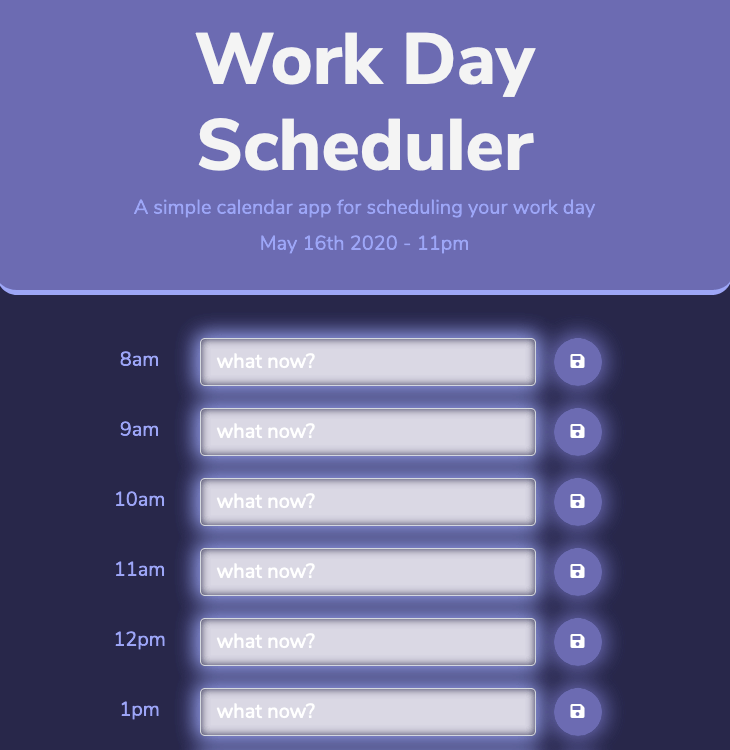 Work Day
Scheduler
A simple calendar app for scheduling your work day
May 16th 2020 - 11pm
8am what now?
9am what now?
10am what now?
11am what now?
12pm what now?
1pm what now?